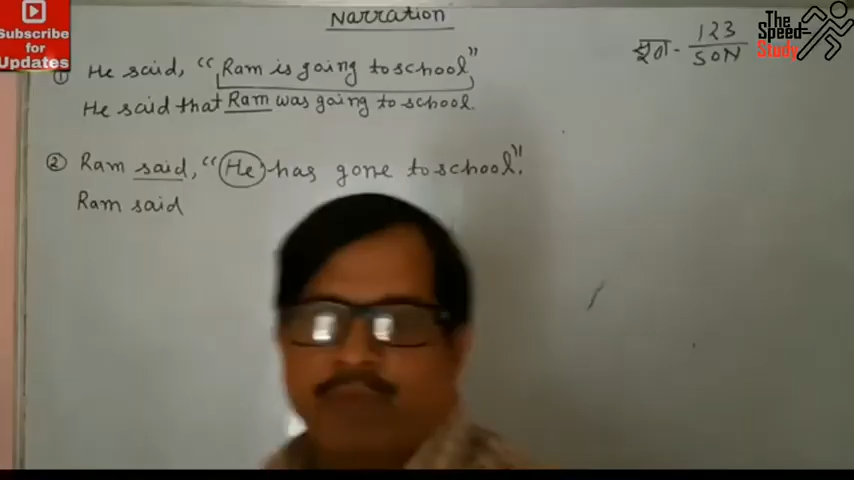 Narration
Subscribe
for
Updates
सूत्र - 123
SON
The
Speed
Study
① He said, "Ram is going to school"
He said that Ram was going to school.
② Ram said, "He has gone to school".
Ram said